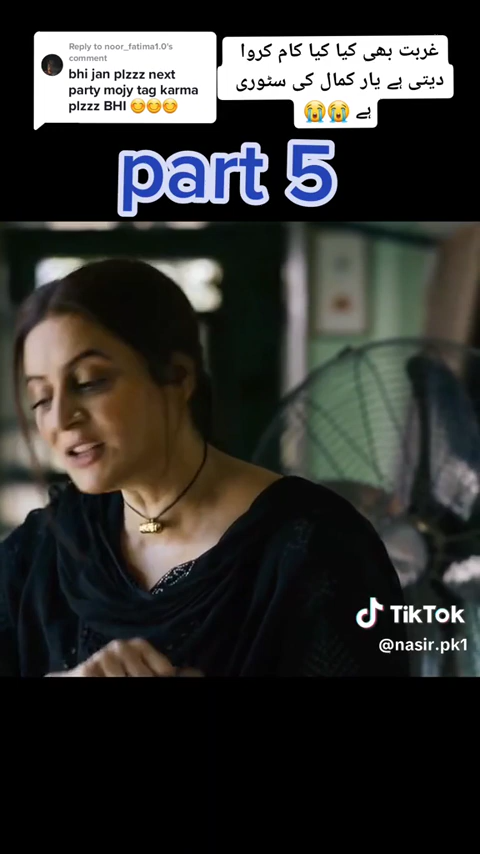 Reply to noor_fatima1.0's
comment
bhi jan plzzz next
party mojy tag karma
plzzz BHI 😊😊😊
غربت بھی کیا کیا کام کروا
دیتی ہے یار کمال کی سٹوری
ہے 😭😭
part 5
TikTok
@nasir.pk1